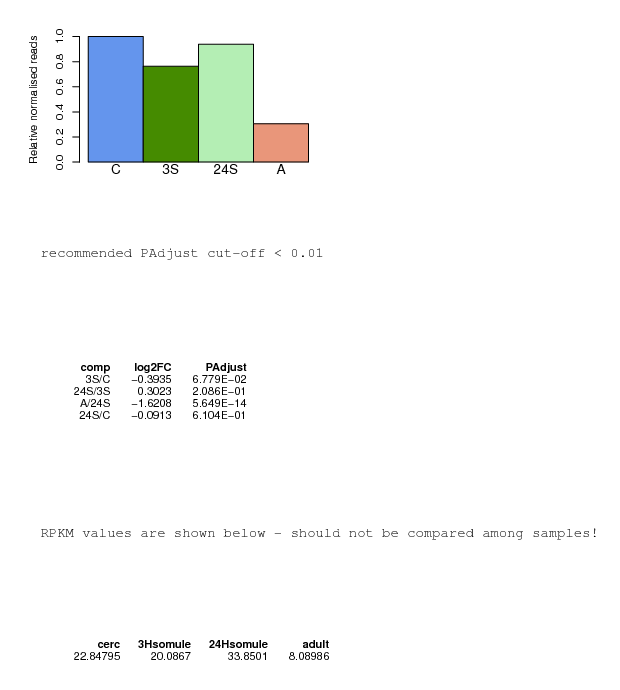 Relative normalised reads
1.0
0.8
0.6
0.4
0.2
0.0
C 3S 24S A
recommended PAdjust cut-off < 0.01
comp log2FC PAdjust
3S/C −0.3935 6.779E−02
24S/3S 0.3023 2.086E−01
A/24S −1.6208 5.649E−14
24S/C −0.0913 6.104E−01
RPKM values are shown below - should not be compared among samples!
cerc 3Hsomule 24Hsomule adult
22.84795 20.0867 33.8501 8.08986